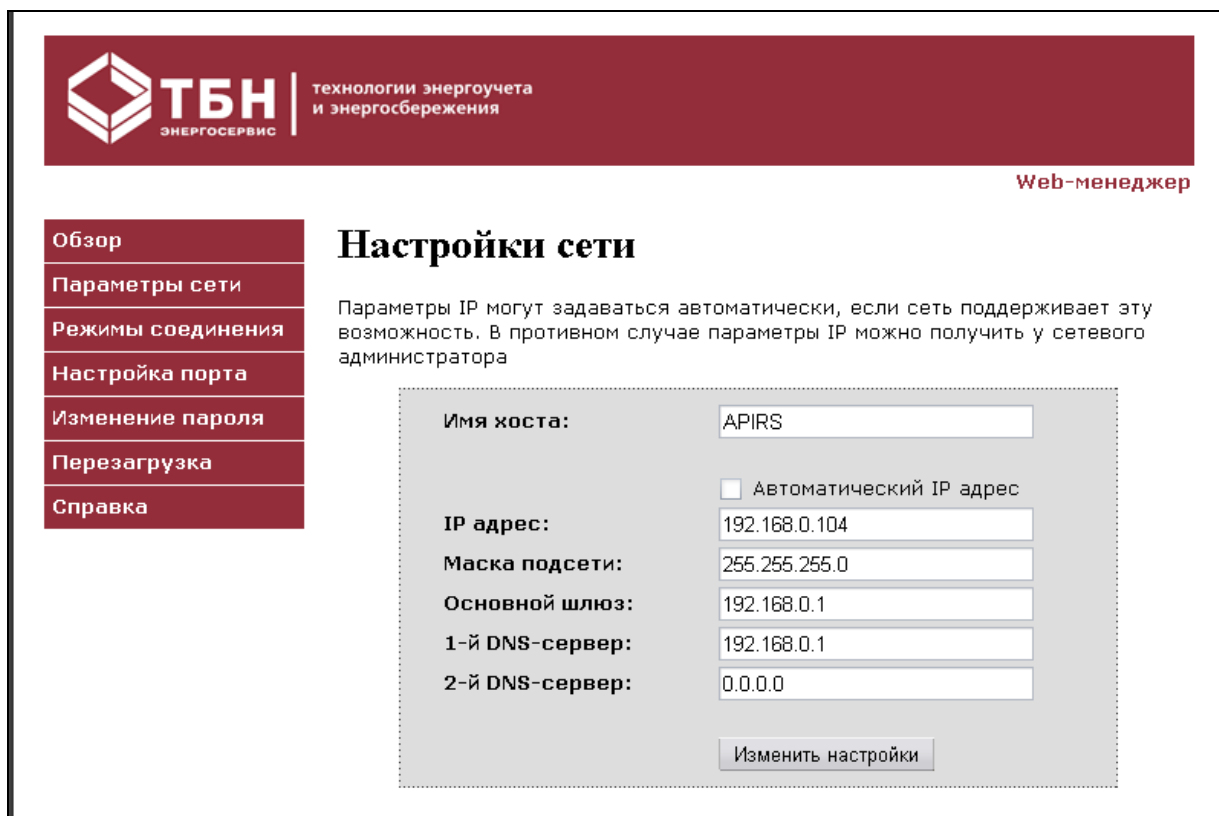 ТБН
ЭНЕРГОСЕРВИС
технологии энергоучета
и энергосбережения
Web-менеджер
Обзор
Параметры сети
Режимы соединения
Настройка порта
Изменение пароля
Перезагрузка
Справка
Настройки сети
Параметры IP могут задаваться автоматически, если сеть поддерживает эту
возможность. В противном случае параметры IP можно получить у сетевого
администратора
Имя хоста: APIRS
Автоматический IP адрес
IP адрес: 192.168.0.104
Маска подсети: 255.255.255.0
Основной шлюз: 192.168.0.1
1-й DNS-сервер: 192.168.0.1
2-й DNS-сервер: 0.0.0.0
Изменить настройки